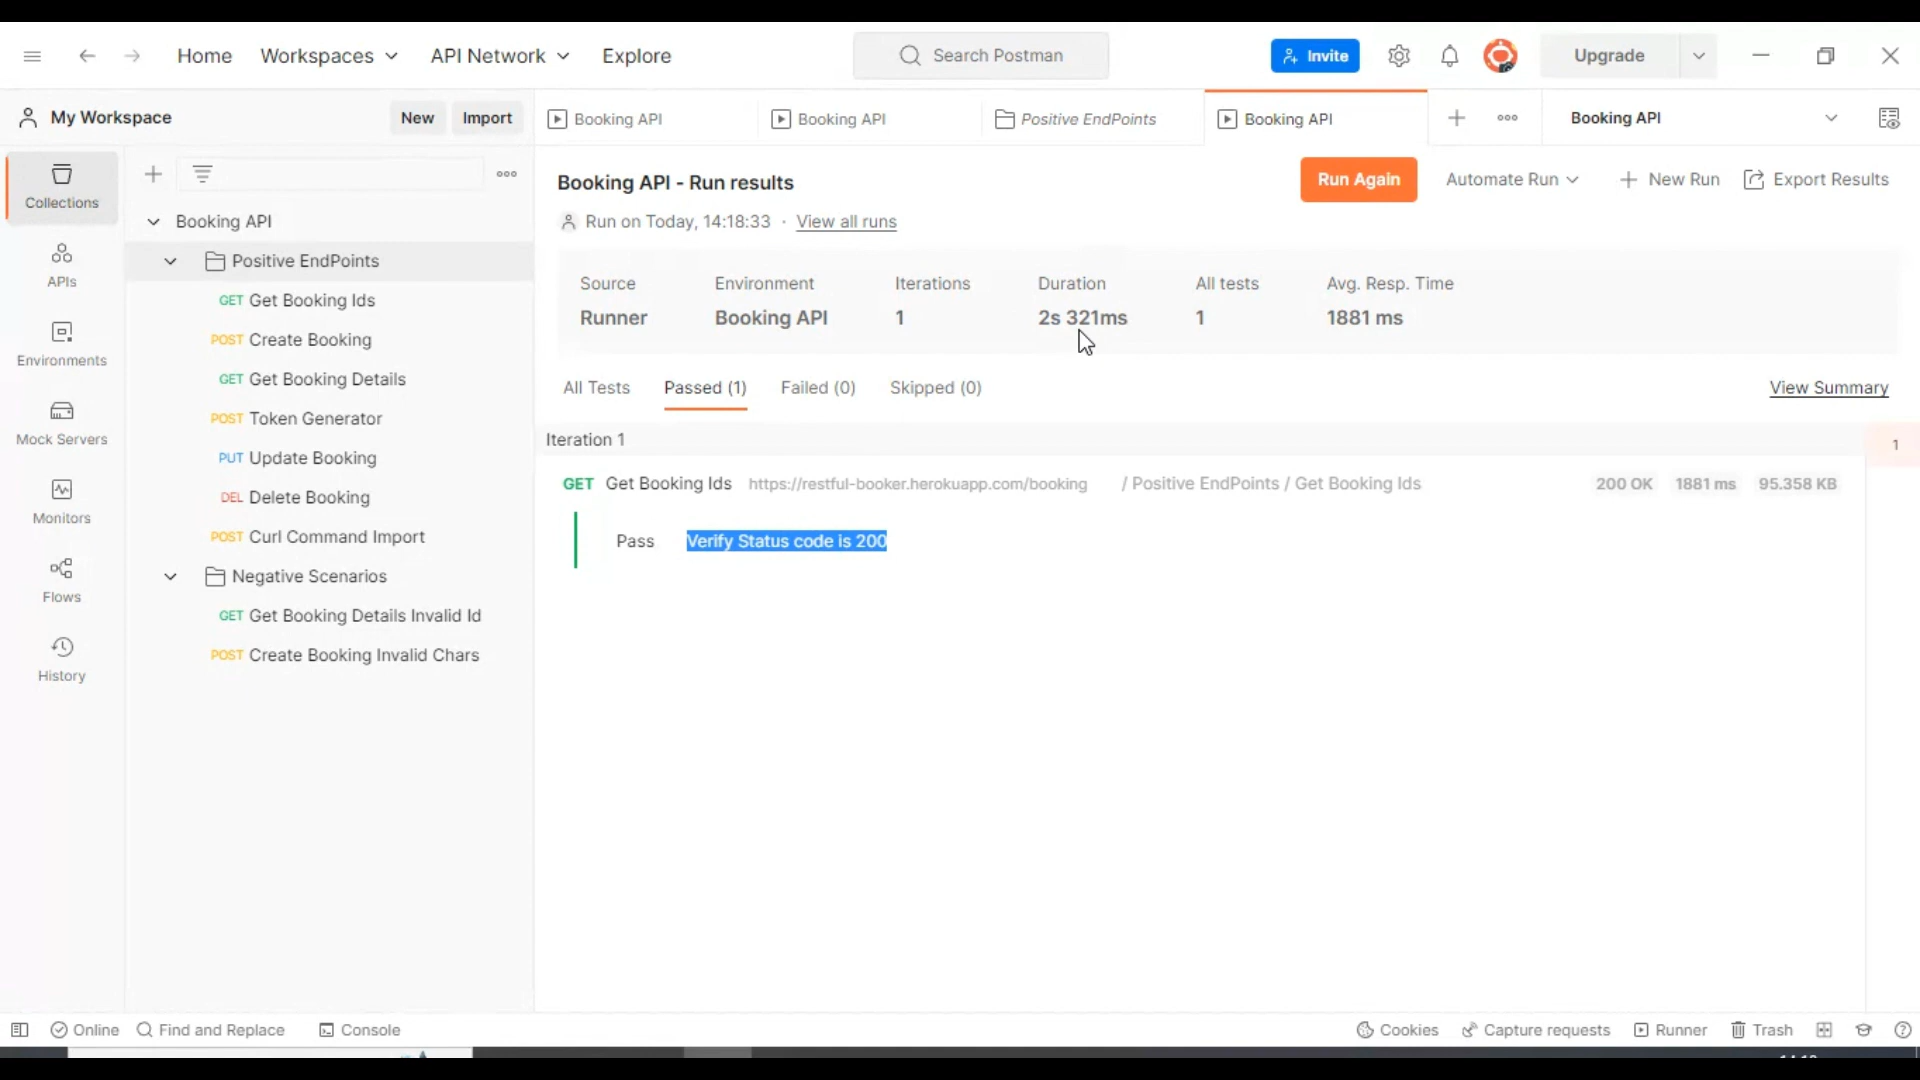 Home Workspaces API Network Explore Search Postman Invite Upgrade
My Workspace New Import Booking API Booking API Positive EndPoints Booking API Booking API
Collections
APIs
Environments
Mock Servers
Monitors
Flows
History
Booking API
Positive EndPoints
GET Get Booking Ids
POST Create Booking
GET Get Booking Details
POST Token Generator
PUT Update Booking
DEL Delete Booking
POST Curl Command Import
Negative Scenarios
GET Get Booking Details Invalid Id
POST Create Booking Invalid Chars
Booking API - Run results Run Again Automate Run New Run Export Results
Run on Today, 14:18:33 · View all runs
Source Environment Iterations Duration All tests Avg. Resp. Time
Runner Booking API 1 2s 321ms 1 1881 ms
All Tests Passed (1) Failed (0) Skipped (0) View Summary
Iteration 1 1
GET Get Booking Ids https://restful-booker.herokuapp.com/booking / Positive EndPoints / Get Booking Ids 200 OK 1881 ms 95.358 KB
Pass Verify Status code is 200
Online Find and Replace Console Cookies Capture requests Runner Trash